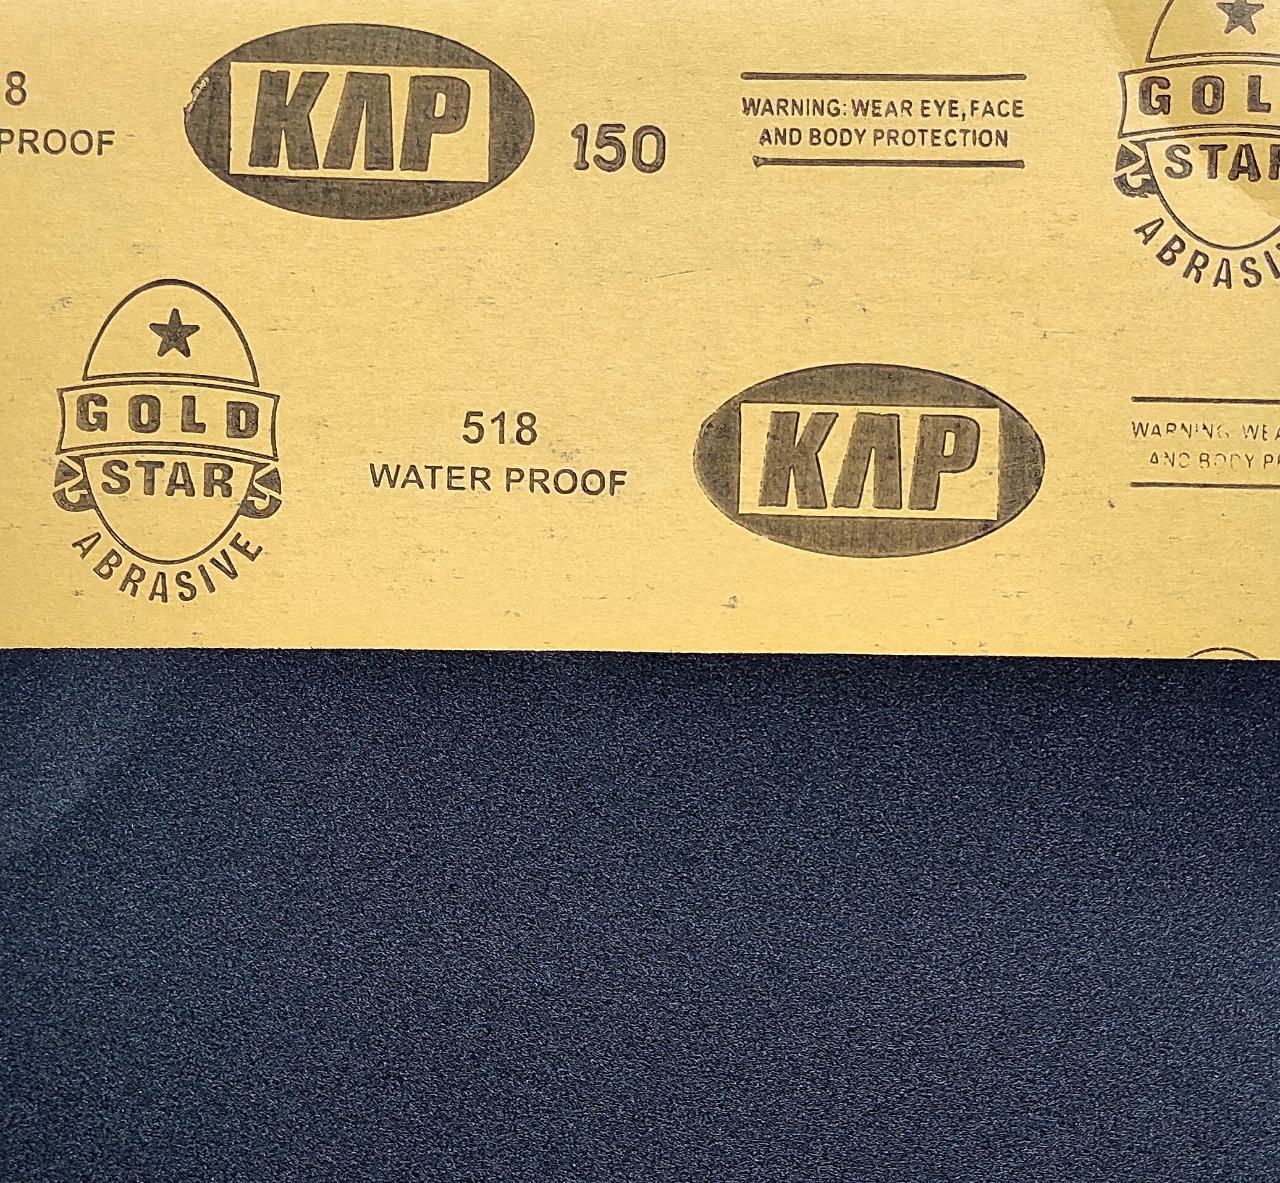 8
PROOF
KAP
150
WARNING: WEAR EYE, FACE
AND BODY PROTECTION
GOL
STAR
ABRASI
GOLD
STAR
ABRASIVE
518
WATER PROOF
KAP
WARNING: WEA
AND BODY P